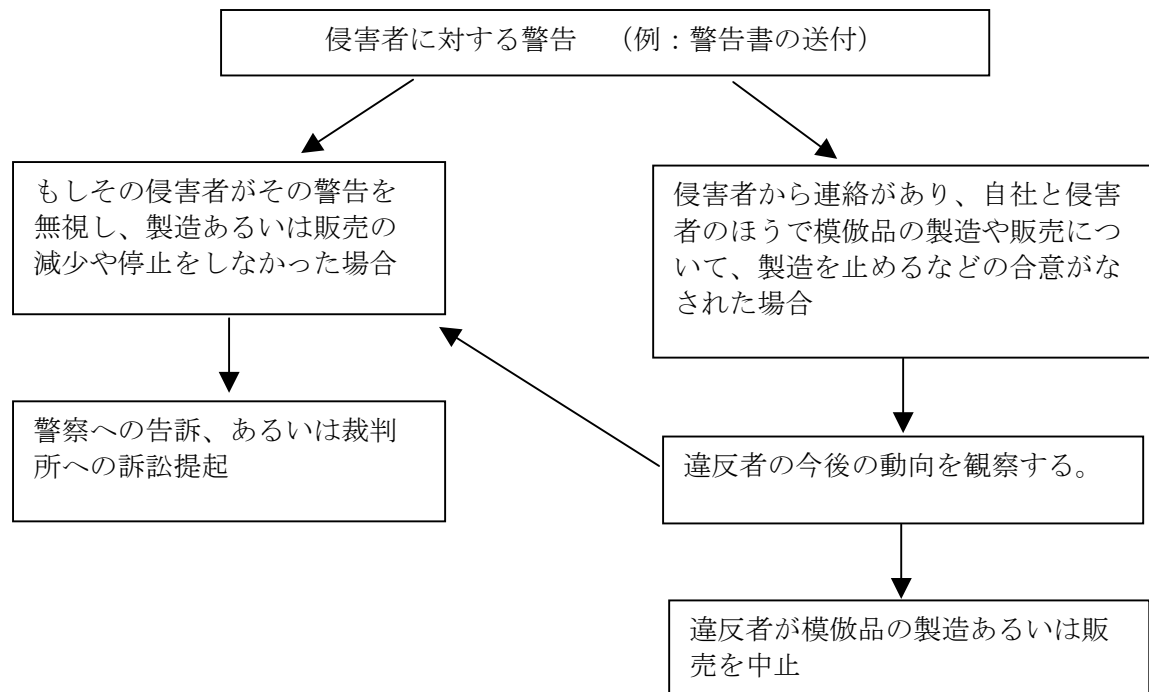 侵害者に対する警告　（例：警告書の送付）
もしその侵害者がその警告を
無視し、製造あるいは販売の
減少や停止をしなかった場合
侵害者から連絡があり、自社と侵害
者のほうで模倣品の製造や販売につ
いて、製造を止めるなどの合意がな
された場合
警察への告訴、あるいは裁判
所への訴訟提起
違反者の今後の動向を観察する。
違反者が模倣品の製造あるいは販
売を中止